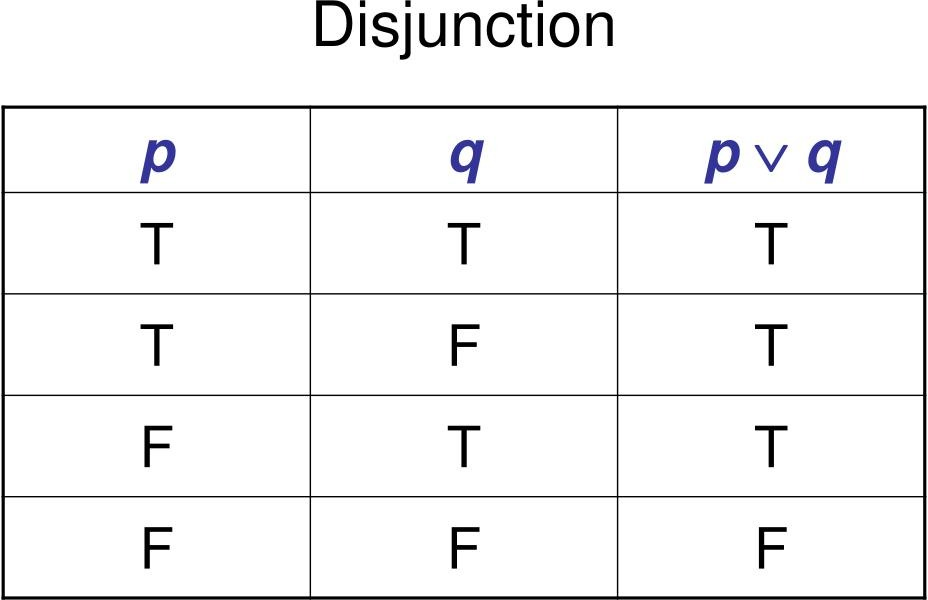 Disjunction
p q p ∨ q
T T T
T F T
F T T
F F F